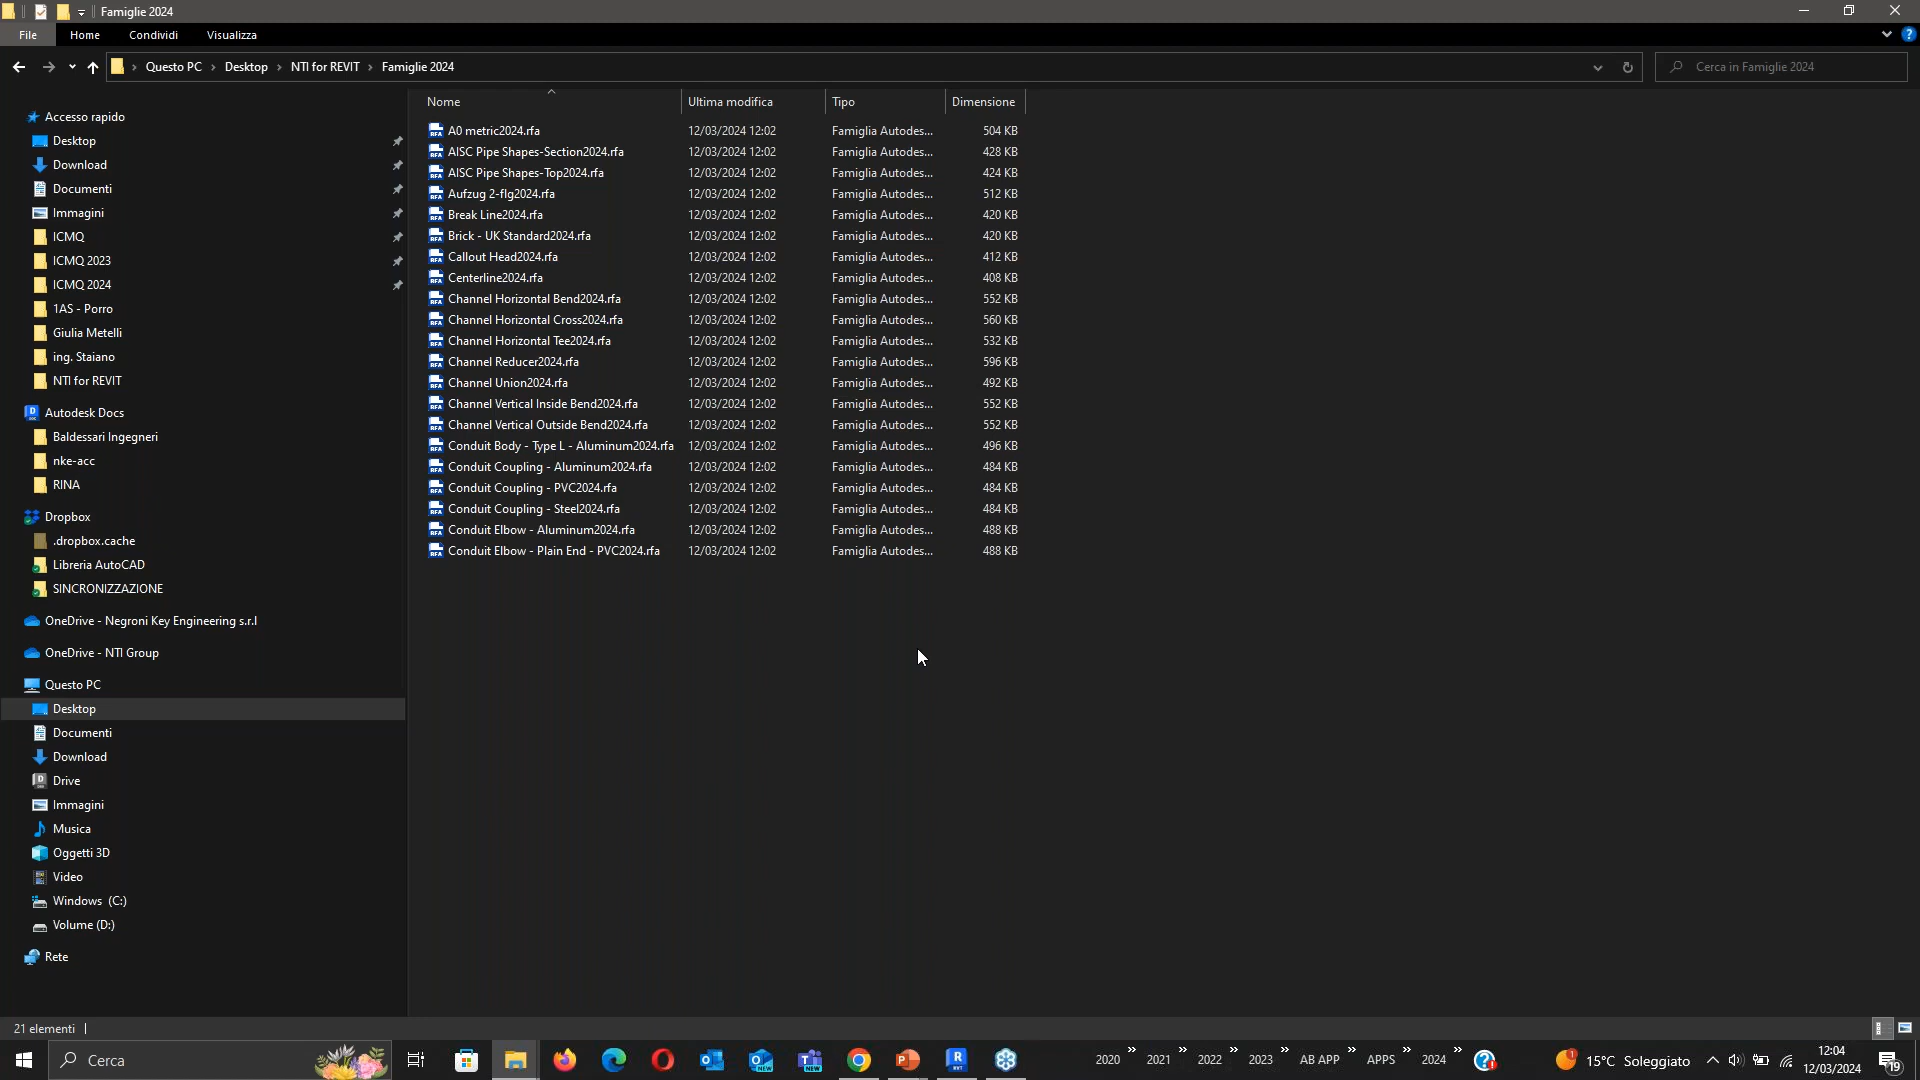 Famiglie 2024
File Home Condividi Visualizza
Questo PC Desktop NTI for REVIT Famiglie 2024 Cerca in Famiglie 2024
Nome Ultima modifica Tipo Dimensione
Accesso rapido
Desktop
Download
Documenti
Immagini
ICMQ
ICMQ 2023
ICMQ 2024
1AS - Porro
Giulia Metelli
ing. Staiano
NTI for REVIT
Autodesk Docs
Baldessari Ingegneri
nke-acc
RINA
Dropbox
.dropbox.cache
Libreria AutoCAD
SINCRONIZZAZIONE
OneDrive - Negroni Key Engineering s.r.l
OneDrive - NTI Group
Questo PC
Desktop
Documenti
Download
Drive
Immagini
Musica
Oggetti 3D
Video
Windows (C:)
Volume (D:)
Rete
A0 metric2024.rfa 12/03/2024 12:02 Famiglia Autodes... 504 KB
AISC Pipe Shapes-Section2024.rfa 12/03/2024 12:02 Famiglia Autodes... 428 KB
AISC Pipe Shapes-Top2024.rfa 12/03/2024 12:02 Famiglia Autodes... 424 KB
Aufzug 2-flg2024.rfa 12/03/2024 12:02 Famiglia Autodes... 512 KB
Break Line2024.rfa 12/03/2024 12:02 Famiglia Autodes... 420 KB
Brick - UK Standard2024.rfa 12/03/2024 12:02 Famiglia Autodes... 420 KB
Callout Head2024.rfa 12/03/2024 12:02 Famiglia Autodes... 412 KB
Centerline2024.rfa 12/03/2024 12:02 Famiglia Autodes... 408 KB
Channel Horizontal Bend2024.rfa 12/03/2024 12:02 Famiglia Autodes... 552 KB
Channel Horizontal Cross2024.rfa 12/03/2024 12:02 Famiglia Autodes... 560 KB
Channel Horizontal Tee2024.rfa 12/03/2024 12:02 Famiglia Autodes... 532 KB
Channel Reducer2024.rfa 12/03/2024 12:02 Famiglia Autodes... 596 KB
Channel Union2024.rfa 12/03/2024 12:02 Famiglia Autodes... 492 KB
Channel Vertical Inside Bend2024.rfa 12/03/2024 12:02 Famiglia Autodes... 552 KB
Channel Vertical Outside Bend2024.rfa 12/03/2024 12:02 Famiglia Autodes... 552 KB
Conduit Body - Type L - Aluminum2024.rfa 12/03/2024 12:02 Famiglia Autodes... 496 KB
Conduit Coupling - Aluminum2024.rfa 12/03/2024 12:02 Famiglia Autodes... 484 KB
Conduit Coupling - PVC2024.rfa 12/03/2024 12:02 Famiglia Autodes... 484 KB
Conduit Coupling - Steel2024.rfa 12/03/2024 12:02 Famiglia Autodes... 484 KB
Conduit Elbow - Aluminum2024.rfa 12/03/2024 12:02 Famiglia Autodes... 488 KB
Conduit Elbow - Plain End - PVC2024.rfa 12/03/2024 12:02 Famiglia Autodes... 488 KB
21 elementi
Cerca 2020 2021 2022 2023 AB APP APPS 2024 15°C Soleggiato 12:04
12/03/2024 19